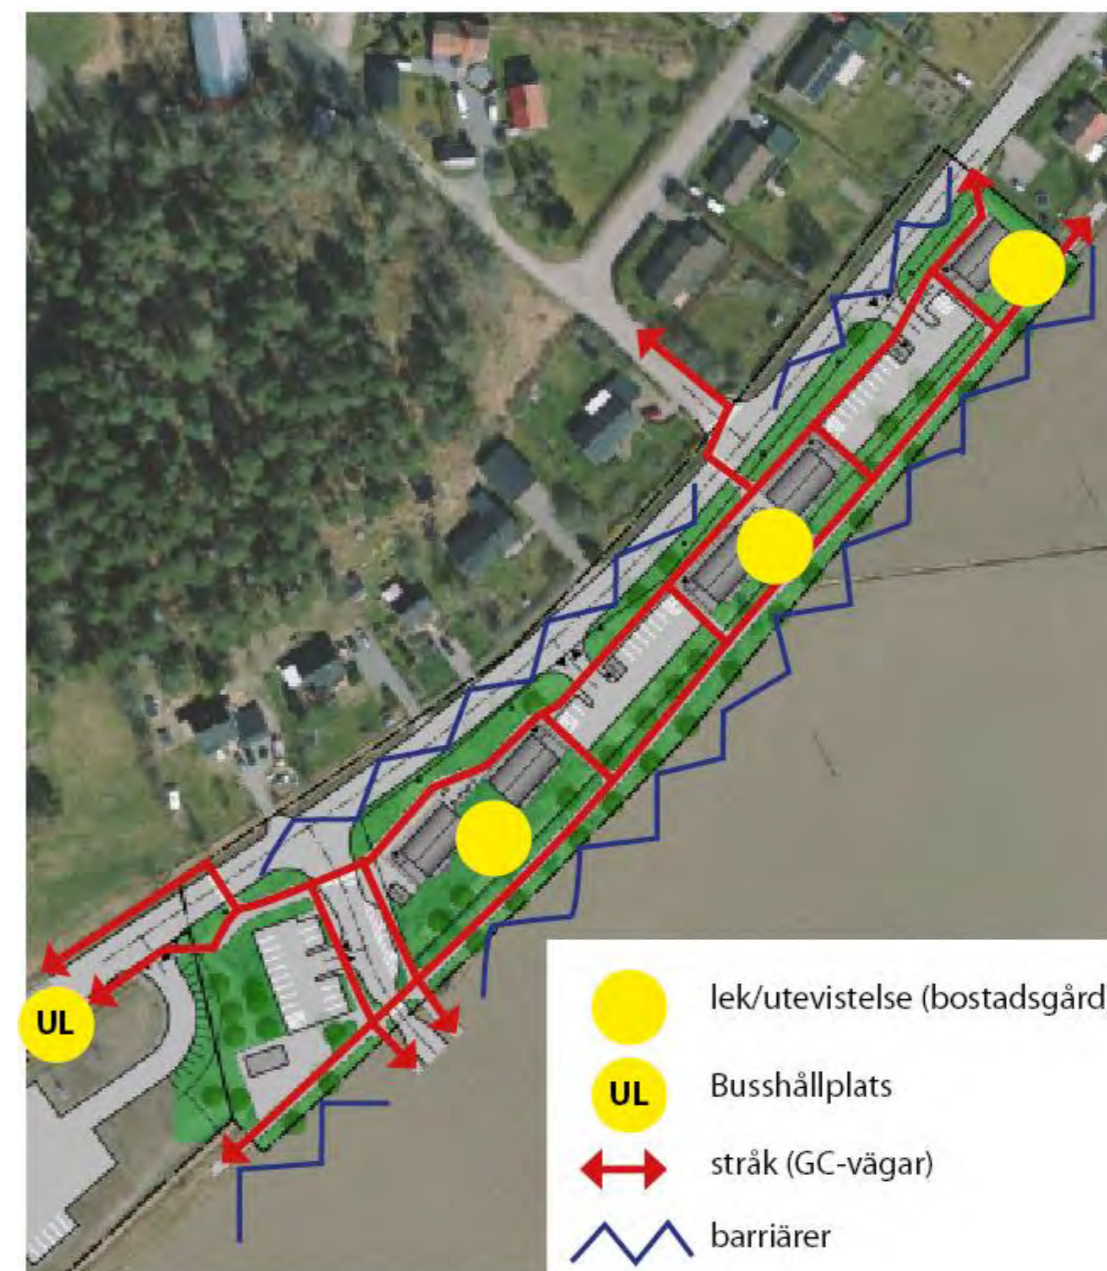 UL
lek/utevistelse (bostadsgård
UL
Busshållplats
stråk (GC-vägar)
barriärer